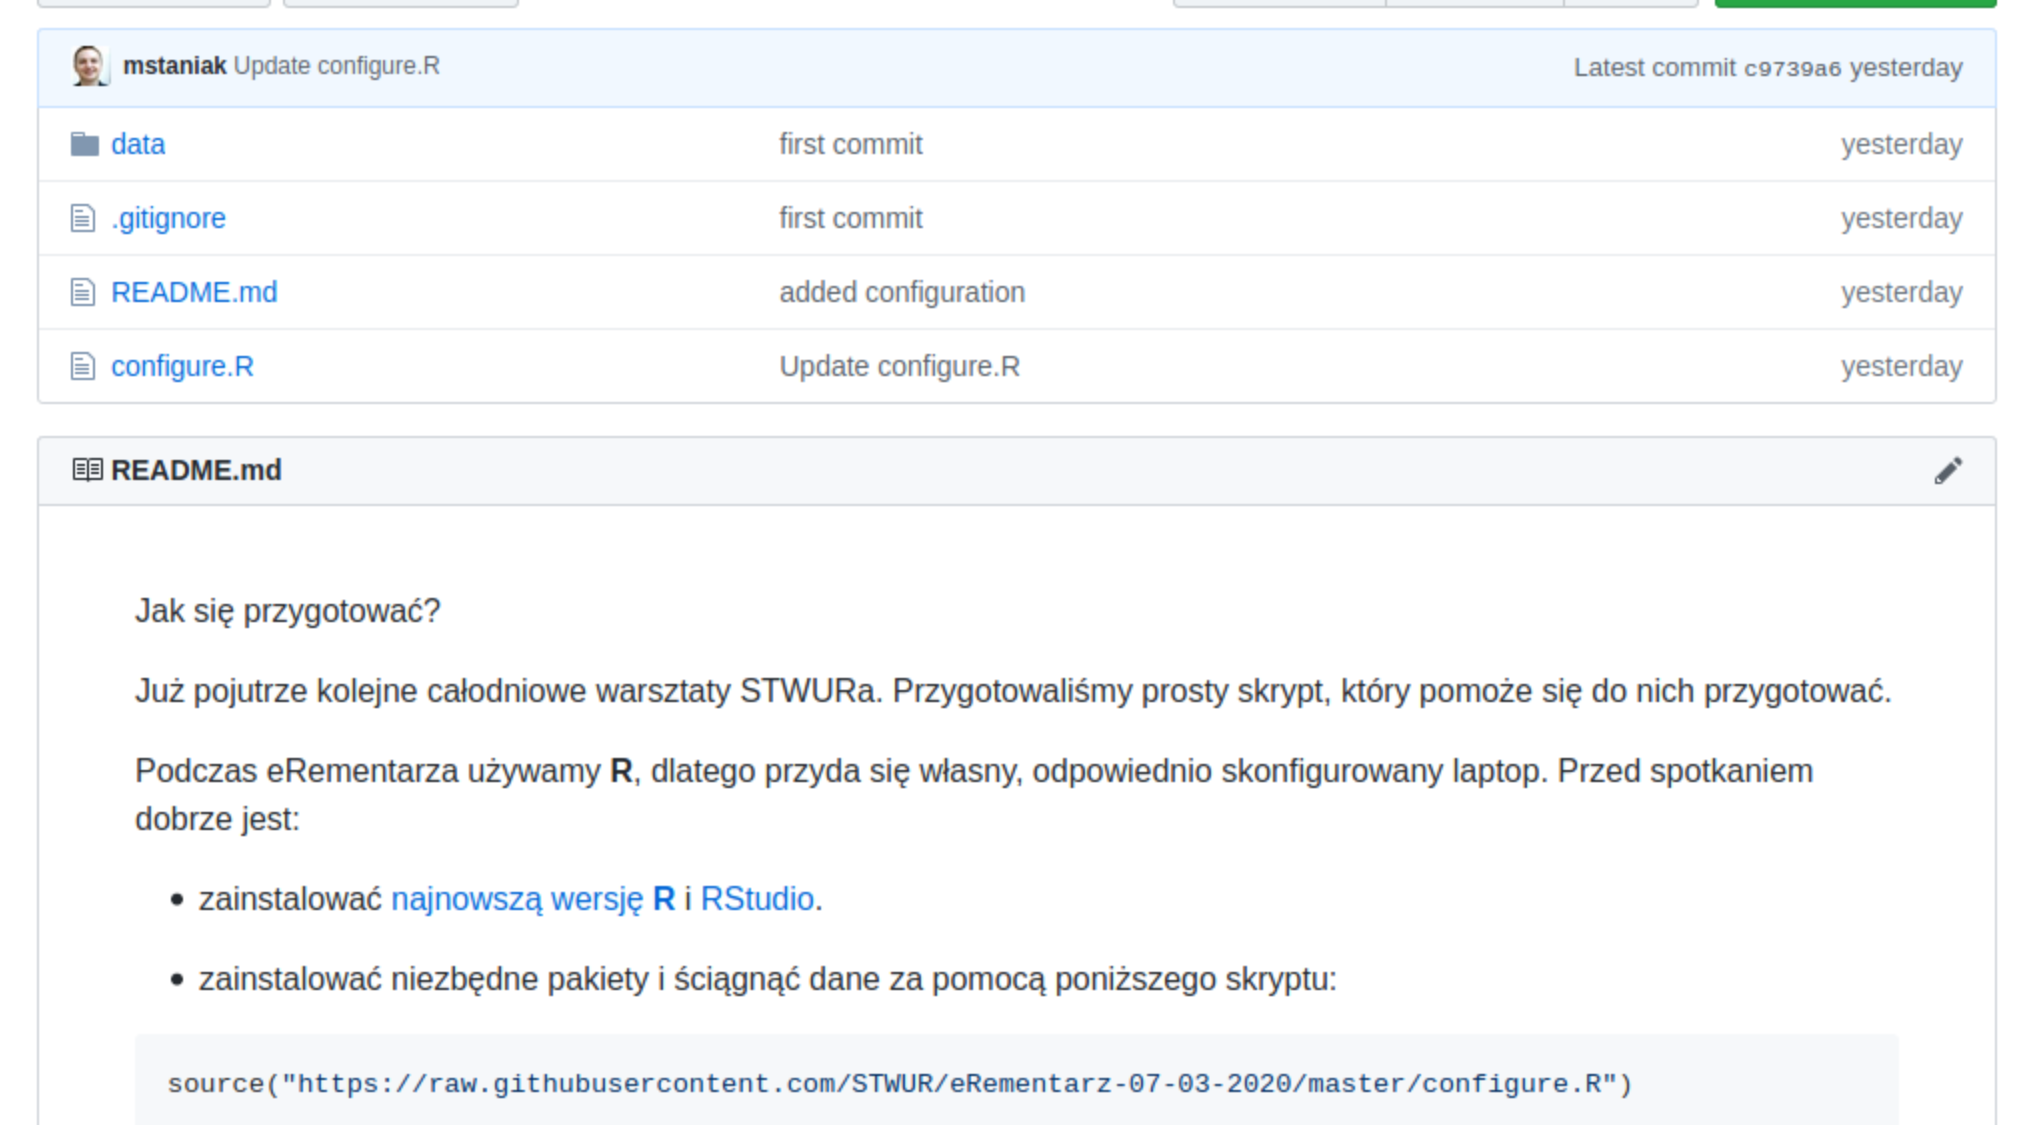 mstaniak Update configure.R Latest commit c9739a6 yesterday
data first commit yesterday
.gitignore first commit yesterday
README.md added configuration yesterday
configure.R Update configure.R yesterday
README.md
Jak się przygotować?
Już pojutrze kolejne całodniowe warsztaty STWURa. Przygotowaliśmy prosty skrypt, który pomoże się do nich przygotować.
Podczas eRementarza używamy R, dlatego przyda się własny, odpowiednio skonfigurowany laptop. Przed spotkaniem
dobrze jest:
• zainstalować najnowszą wersję R i RStudio.
• zainstalować niezbędne pakiety i ściągnąć dane za pomocą poniższego skryptu:
source("https://raw.githubusercontent.com/STWUR/eRementarz-07-03-2020/master/configure.R")